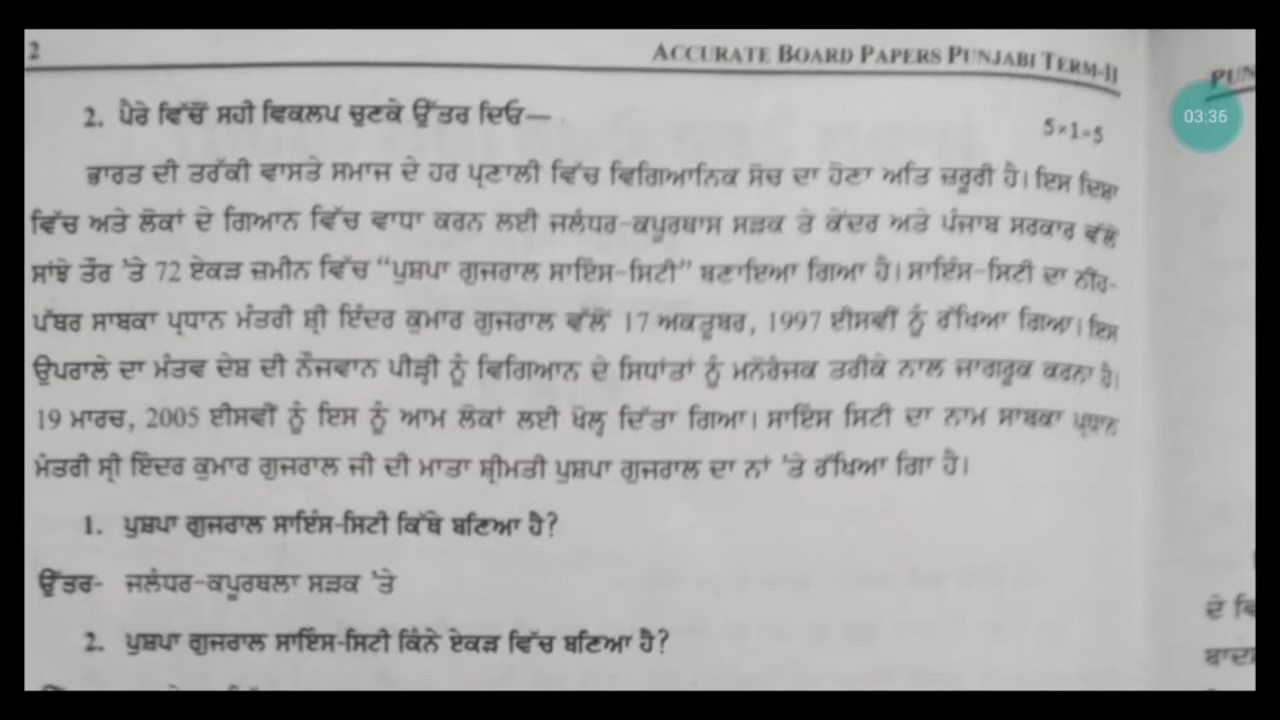 2
ACCURATE BOARD PAPERS PUNJABI TERM-II
PUN
03:36
2. ਪੈਰੇ ਵਿੱਚੋਂ ਸਹੀ ਵਿਕਲਪ ਚੁਣਕੇ ਉੱਤਰ ਦਿਓ—
5×1=5
ਭਾਰਤ ਦੀ ਤਰੱਕੀ ਵਾਸਤੇ ਸਮਾਜ ਦੇ ਹਰ ਪ੍ਰਣਾਲੀ ਵਿੱਚ ਵਿਗਿਆਨਿਕ ਸੋਚ ਦਾ ਹੋਣਾ ਅਤਿ ਜ਼ਰੂਰੀ ਹੈ। ਇਸ ਦਿਸ਼ਾ
ਵਿੱਚ ਅਤੇ ਲੋਕਾਂ ਦੇ ਗਿਆਨ ਵਿੱਚ ਵਾਧਾ ਕਰਨ ਲਈ ਜਲੰਧਰ-ਕਪੂਰਥਾਸ ਸੜਕ ਤੇ ਕੇਂਦਰ ਅਤੇ ਪੰਜਾਬ ਸਰਕਾਰ ਵੱਲੋਂ
ਸਾਂਝੇ ਤੌਰ 'ਤੇ 72 ਏਕੜ ਜ਼ਮੀਨ ਵਿੱਚ “ਪੁਸ਼ਪਾ ਗੁਜਰਾਲ ਸਾਇੰਸ-ਸਿਟੀ” ਬਣਾਇਆ ਗਿਆ ਹੈ। ਸਾਇੰਸ-ਸਿਟੀ ਦਾ ਨੀਂਹ-
ਪੱਥਰ ਸਾਬਕਾ ਪ੍ਰਧਾਨ ਮੰਤਰੀ ਸ਼੍ਰੀ ਇੰਦਰ ਕੁਮਾਰ ਗੁਜਰਾਲ ਵੱਲੋਂ 17 ਅਕਤੂਬਰ, 1997 ਈਸਵੀਂ ਨੂੰ ਰੱਖਿਆ ਗਿਆ। ਇਸ
ਉਪਰਾਲੇ ਦਾ ਮੰਤਵ ਦੇਸ਼ ਦੀ ਨੌਜਵਾਨ ਪੀੜ੍ਹੀ ਨੂੰ ਵਿਗਿਆਨ ਦੇ ਸਿਧਾਂਤਾਂ ਨੂੰ ਮਨੋਰੰਜਕ ਤਰੀਕੇ ਨਾਲ ਜਾਗਰੂਕ ਕਰਨਾ ਹੈ।
19 ਮਾਰਚ, 2005 ਈਸਵੀਂ ਨੂੰ ਇਸ ਨੂੰ ਆਮ ਲੋਕਾਂ ਲਈ ਖੋਲ੍ਹ ਦਿੱਤਾ ਗਿਆ। ਸਾਇੰਸ ਸਿਟੀ ਦਾ ਨਾਮ ਸਾਬਕਾ ਪ੍ਰਧਾਨ
ਮੰਤਰੀ ਸ੍ਰੀ ਇੰਦਰ ਕੁਮਾਰ ਗੁਜਰਾਲ ਜੀ ਦੀ ਮਾਤਾ ਸ਼੍ਰੀਮਤੀ ਪੁਸ਼ਪਾ ਗੁਜਰਾਲ ਦਾ ਨਾਂ 'ਤੇ ਰੱਖਿਆ ਗਿਾ ਹੈ।
1. ਪੁਸ਼ਪਾ ਗੁਜਰਾਲ ਸਾਇੰਸ-ਸਿਟੀ ਕਿੱਥੇ ਬਣਿਆ ਹੈ?
ਉੱਤਰ- ਜਲੰਧਰ-ਕਪੂਰਥਲਾ ਸੜਕ 'ਤੇ
2. ਪੁਸ਼ਪਾ ਗੁਜਰਾਲ ਸਾਇੰਸ-ਸਿਟੀ ਕਿੰਨੇ ਏਕੜ ਵਿੱਚ ਬਣਿਆ ਹੈ?